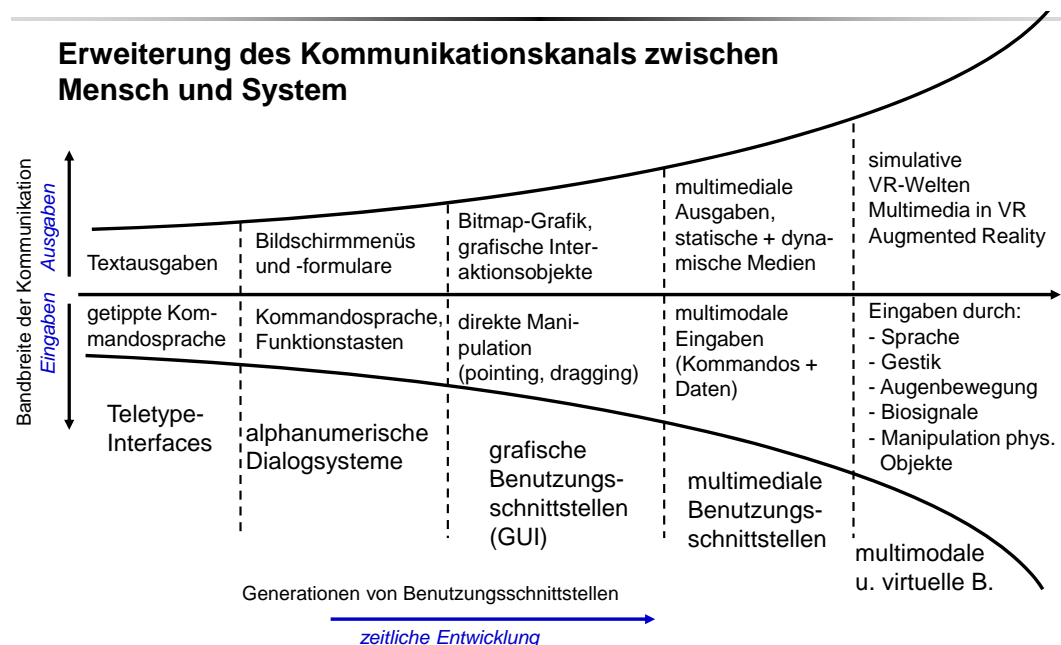 Erweiterung des Kommunikationskanals zwischen
Mensch und System
Bandbreite der Kommunikation
Ausgaben
Eingaben
Textausgaben
Bildschirmmenüs
und -formulare
Bitmap-Grafik,
grafische Inter-
aktionsobjekte
multimediale
Ausgaben,
statische + dyna-
mische Medien
simulative
VR-Welten
Multimedia in VR
Augmented Reality
getippte Kom-
mandosprache
Kommandosprache,
Funktionstasten
direkte Mani-
pulation
(pointing, dragging)
multimodale
Eingaben
(Kommandos +
Daten)
Eingaben durch:
- Sprache
- Gestik
- Augenbewegung
- Biosignale
- Manipulation phys.
Objekte
Teletype-
Interfaces
alphanumerische
Dialogsysteme
grafische
Benutzungs-
schnittstellen
(GUI)
multimediale
Benutzungs-
schnittstellen
multimodale
u. virtuelle B.
Generationen von Benutzungsschnittstellen
zeitliche Entwicklung